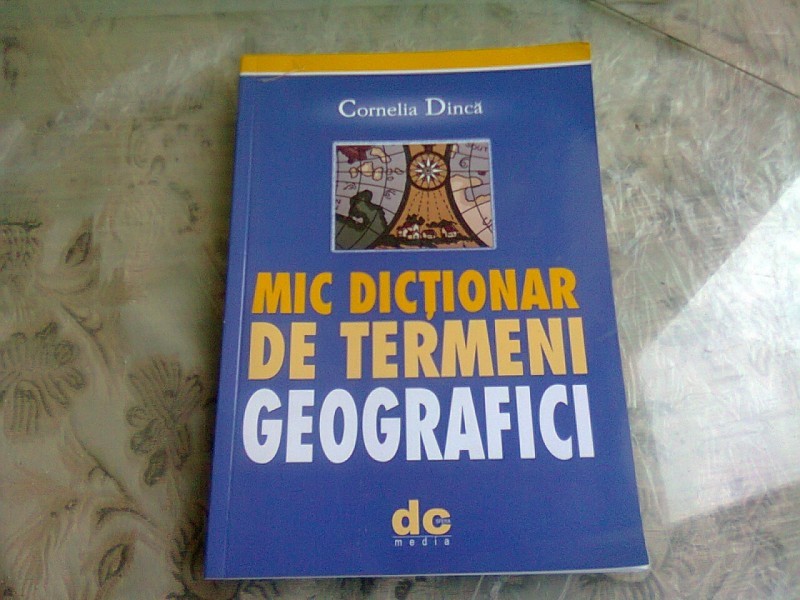 Cornelia Dincă
MIC DICȚIONAR
DE TERMENI
GEOGRAFICI
dc
media